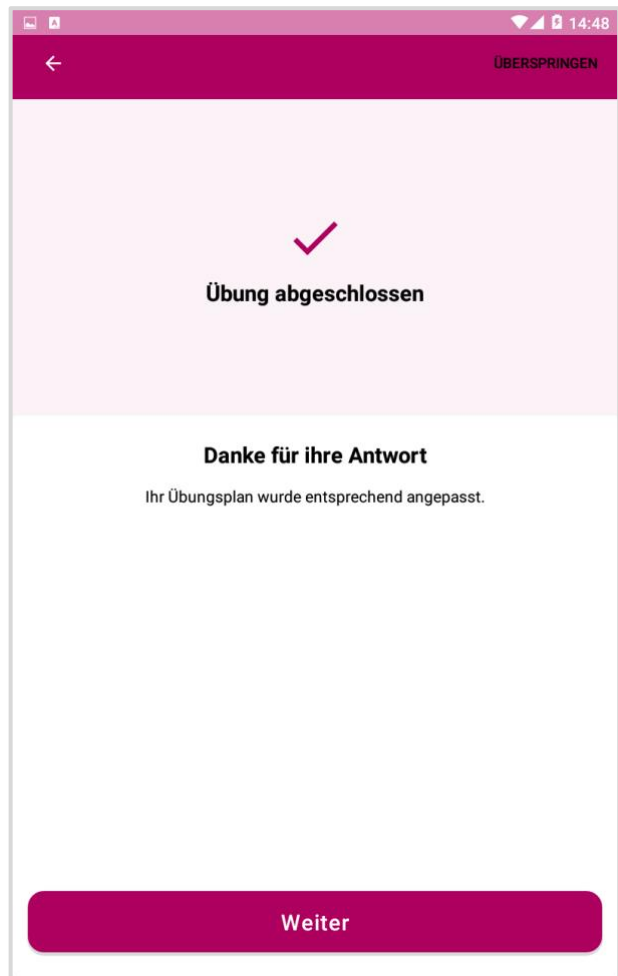 14:48
ÜBERSPRINGEN
Übung abgeschlossen
Danke für ihre Antwort
Ihr Übungsplan wurde entsprechend angepasst.
Weiter